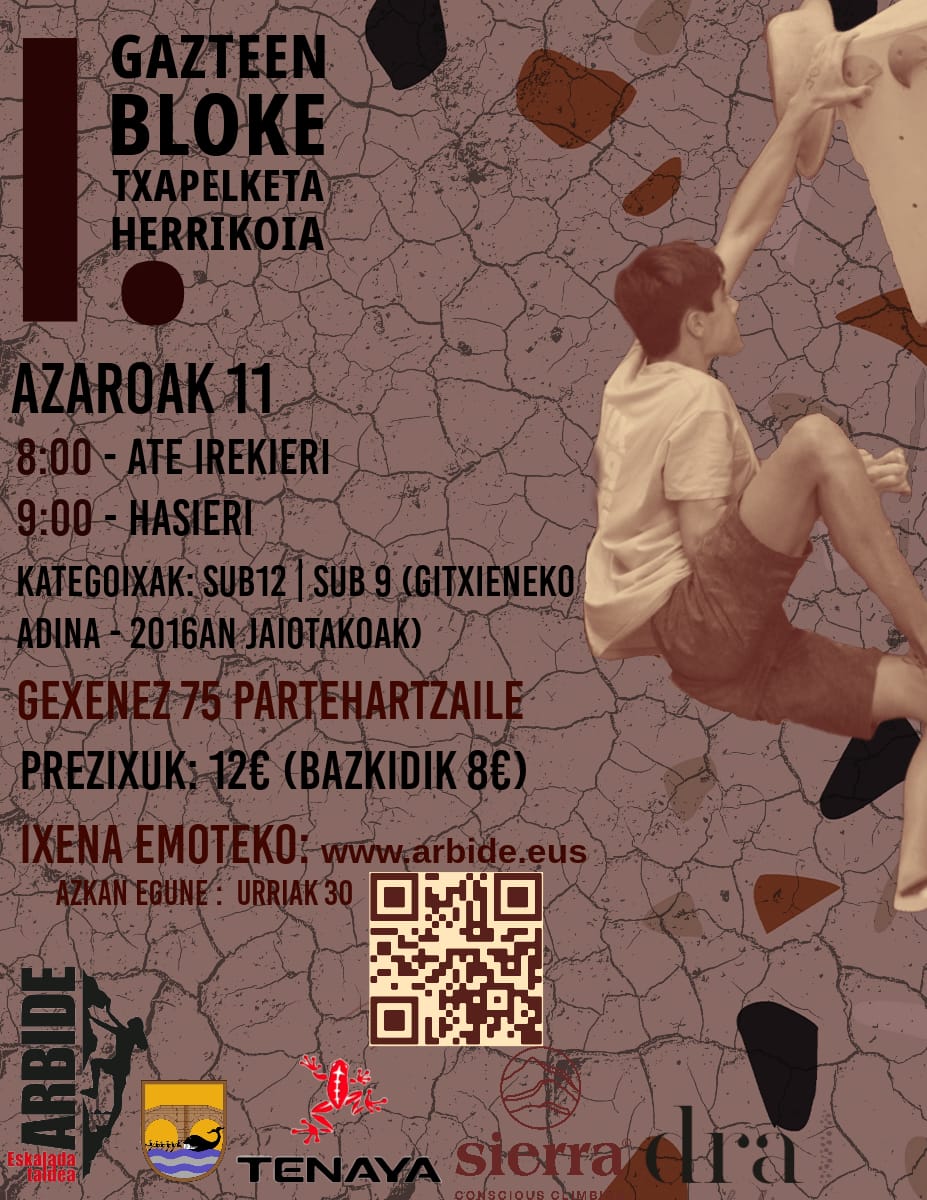 I.
GAZTEEN
BLOKE
TXAPELKETA
HERRIKOIA
AZAROAK 11
8:00 - ATE IREKIERI
9:00 - HASIERI
KATEGOIXAK: SUB12 | SUB 9 (GITXIENEKO
ADINA - 2016AN JAIOTAKOAK)
GEXENEZ 75 PARTEHARTZAILE
PREZIXUK: 12€ (BAZKIDIK 8€)
IXENA EMOTEKO: www.arbide.eus
AZKAN EGUNE : URRIAK 30
ARBIDE
Eskalada
taldea
TENAYA
sierra
CONSCIOUS
dra